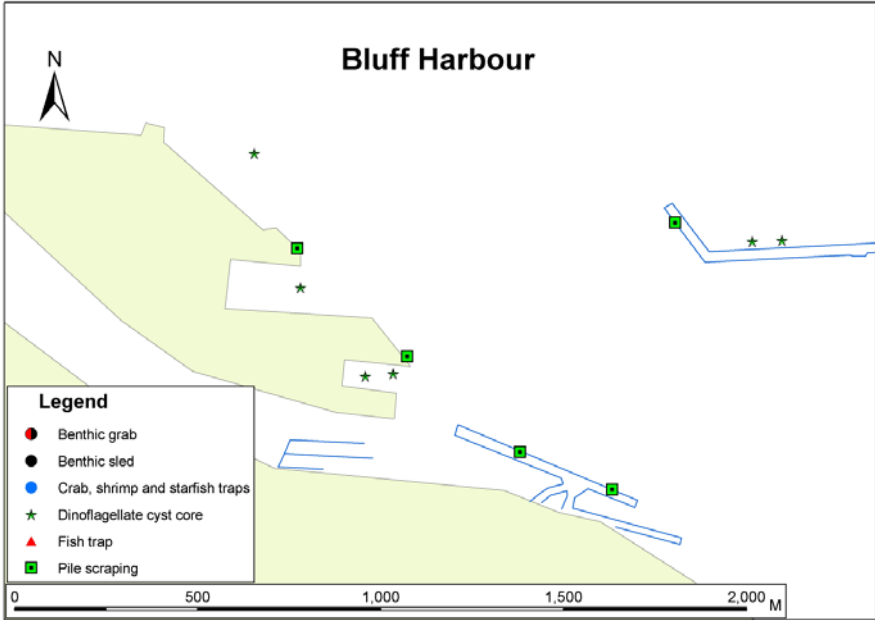 Bluff Harbour
N
Legend
Benthic grab
Benthic sled
Crab, shrimp and starfish traps
Dinoflagellate cyst core
Fish trap
Pile scraping
0 500 1,000 1,500 2,000 M